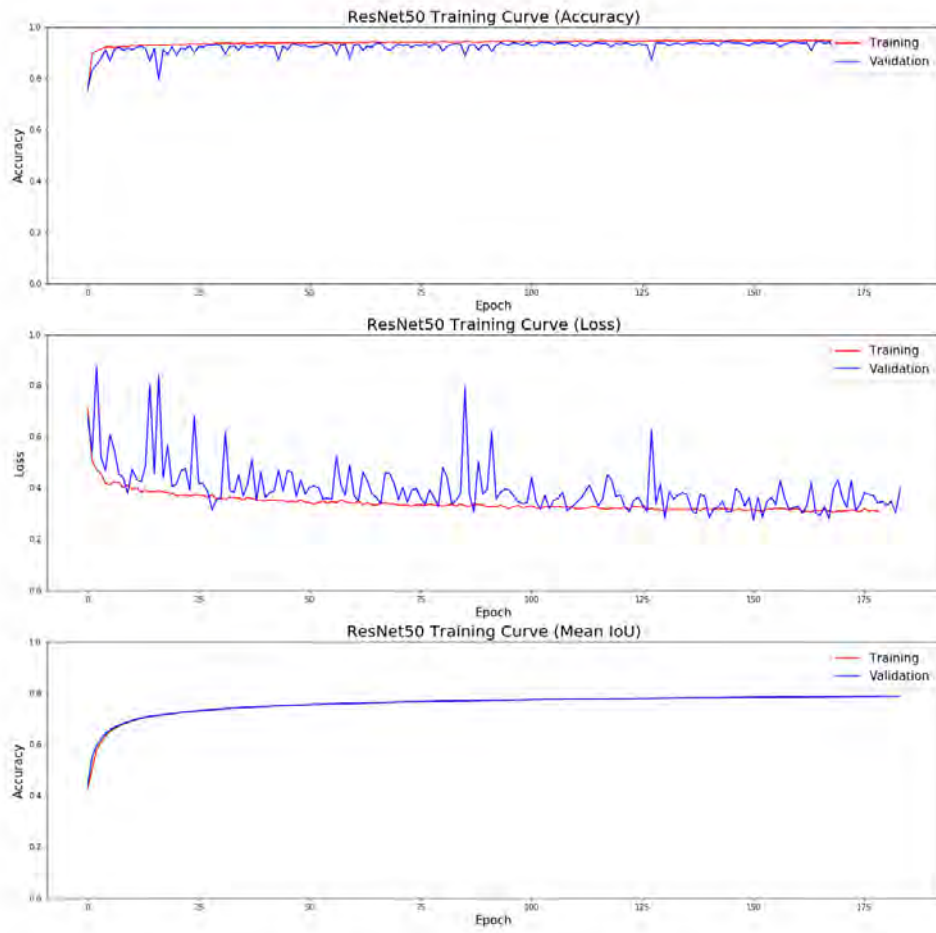 ResNet50 Training Curve (Accuracy)
1.0
0.8
0.6
0.4
0.2
0.0
Accuracy
Training
Validation
0 25 50 75 100 125 150 175
Epoch
ResNet50 Training Curve (Loss)
1.0
0.8
0.6
0.4
0.2
0.0
Loss
Training
Validation
0 25 50 75 100 125 150 175
Epoch
ResNet50 Training Curve (Mean IoU)
1.0
0.8
0.6
0.4
0.2
0.0
Accuracy
Training
Validation
0 25 50 75 100 125 150 175
Epoch